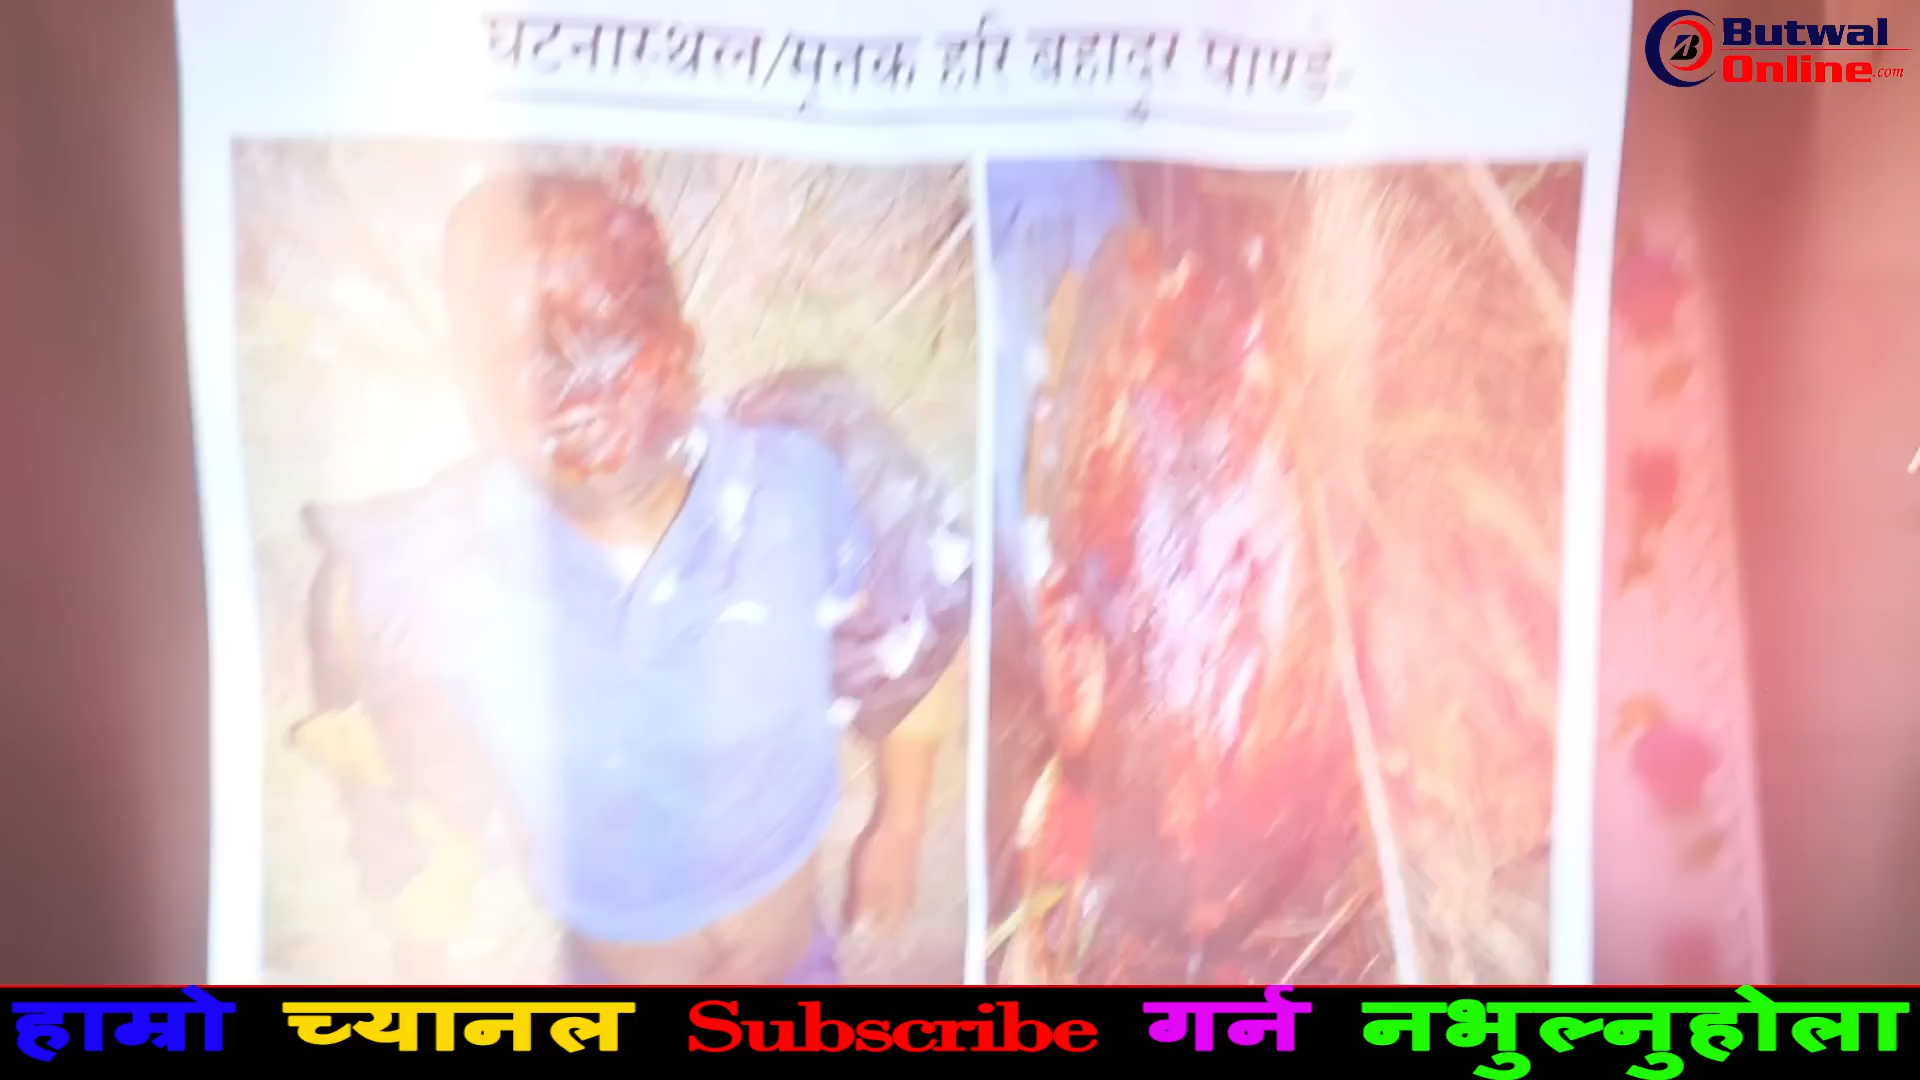 घटनास्थल/मृतक हरि बहादुर पाण्डे
Butwal
Online.com
हाम्रो च्यानल Subscribe गर्न नभुल्नुहोला